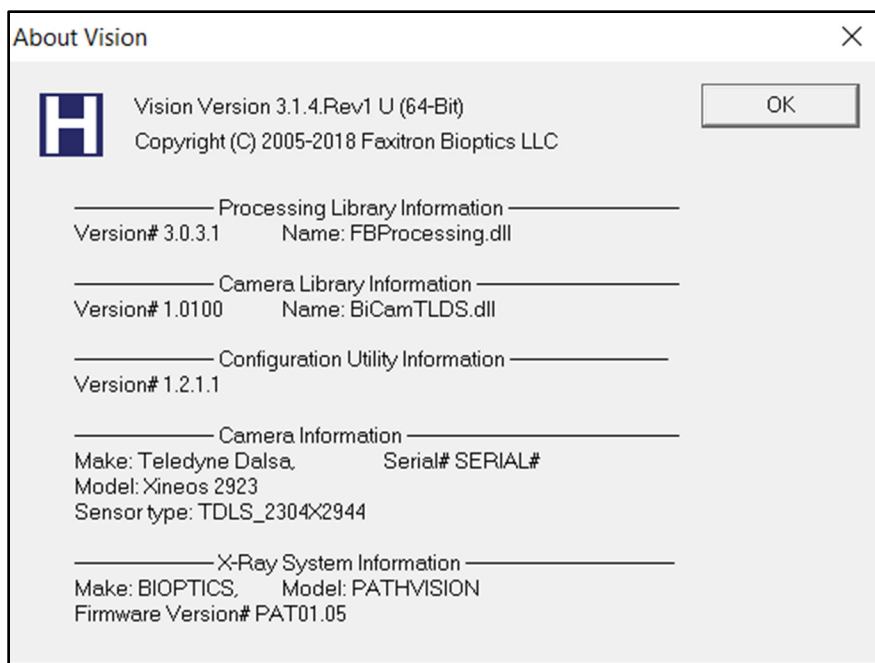 About Vision
H
Vision Version 3.1.4.Rev1 U (64-Bit)
OK
Copyright (C) 2005-2018 Faxitron Bioptics LLC
Processing Library Information
Version# 3.0.3.1 Name: FBProcessing.dll
Camera Library Information
Version# 1.0100 Name: BiCamTLDS.dll
Configuration Utility Information
Version# 1.2.1.1
Camera Information
Make: Teledyne Dalsa, Serial# SERIAL#
Model: Xineos 2923
Sensor type: TDLS_2304X2944
X-Ray System Information
Make: BIOPTICS, Model: PATHVISION
Firmware Version# PAT01.05